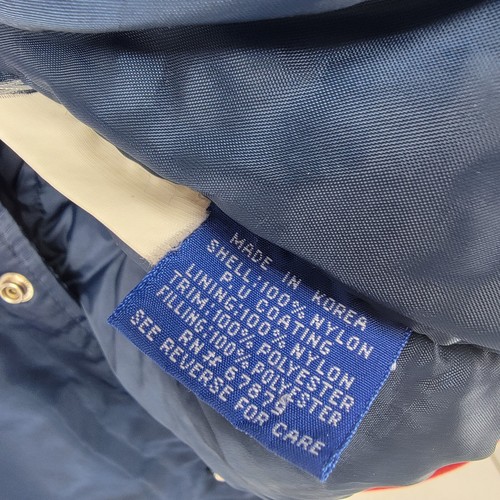 MADE IN KOREA
SHELL:100% NYLON
P.U COATING
LINING:100% NYLON
TRIM:100% POLYESTER
FILLING:100% POLYESTER
RN# 67879
SEE REVERSE FOR CARE